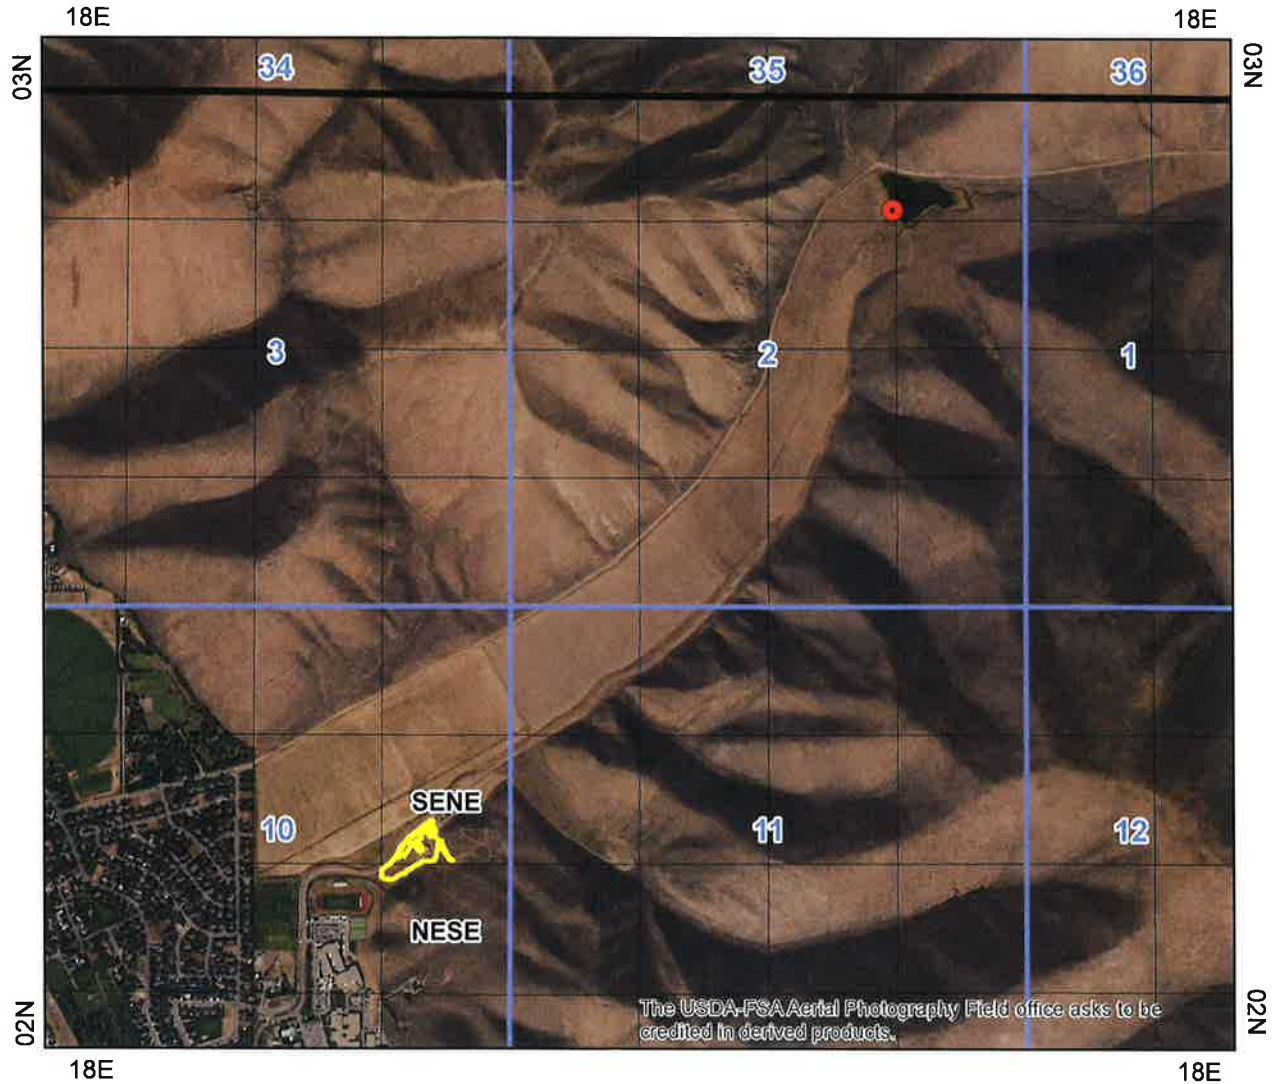 18E 18E
03N 03N
34 35 36
3 2 1
SENE
10 11 12
NESE
The USDA-FSA Aerial Photography Field office asks to be
credited in derived products.
02N 02N
18E 18E